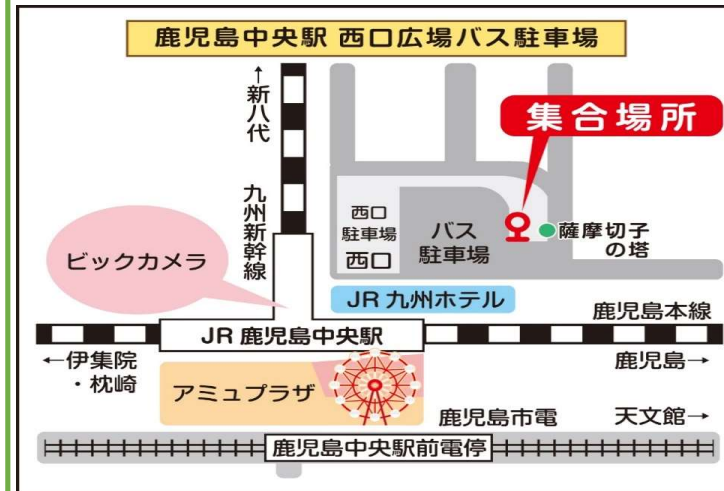 鹿児島中央駅 西口広場バス駐車場
↑新八代
九州新幹線
集合場所
西口
駐車場
西口
バス
駐車場
薩摩切子
の塔
ビックカメラ
JR九州ホテル
鹿児島本線
JR 鹿児島中央駅
←伊集院
・枕崎
鹿児島→
アミュプラザ
鹿児島市電
天文館→
鹿児島中央駅前電停